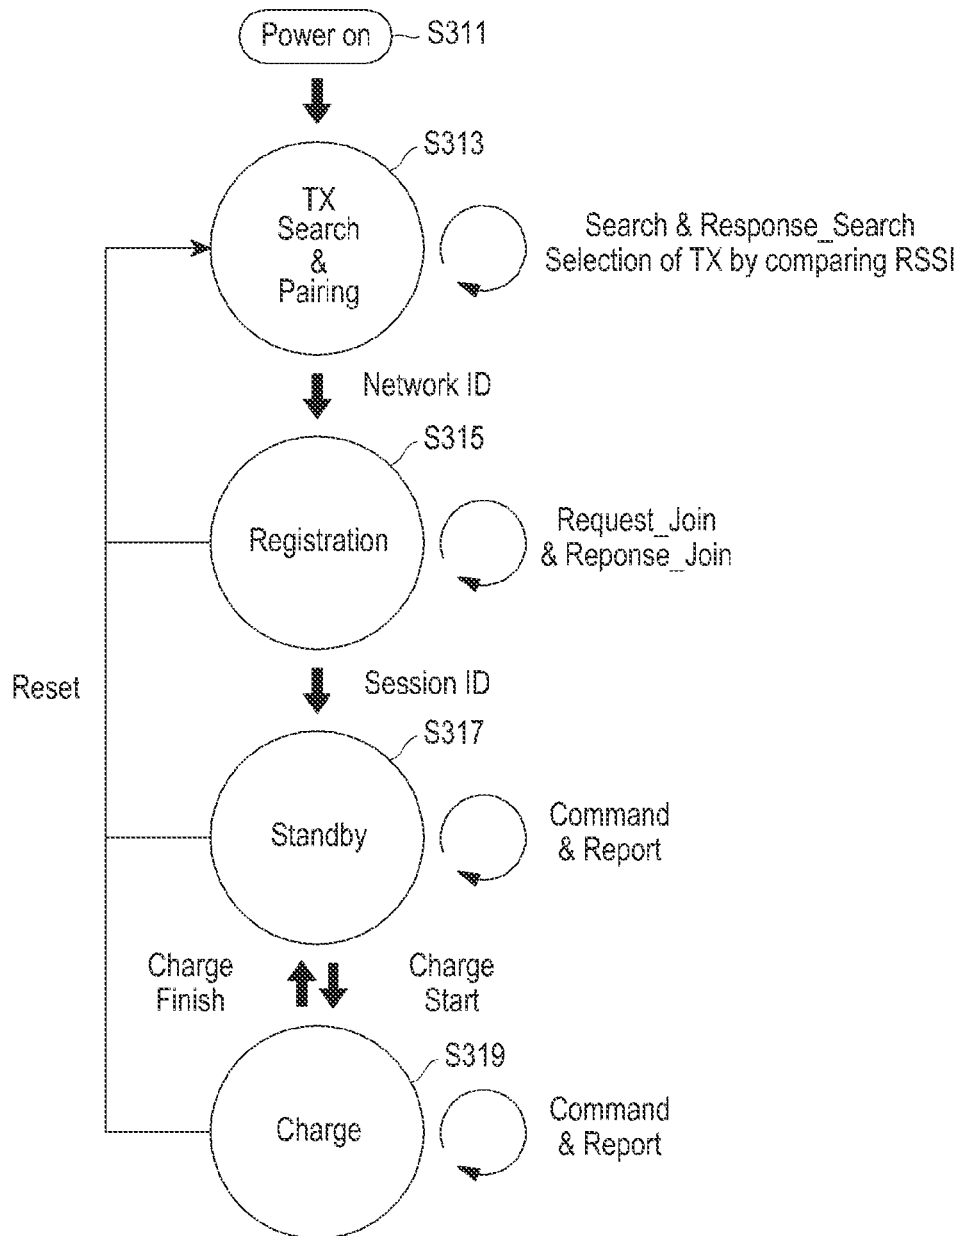 Power on
S311
S313
TX
Search
&
Pairing
Search & Response_Search
Selection of TX by comparing RSSI
Network ID
S315
Registration
Request_Join
& Reponse_Join
Reset
Session ID
S317
Standby
Command
& Report
Charge
Finish
Charge
Start
S319
Charge
Command
& Report